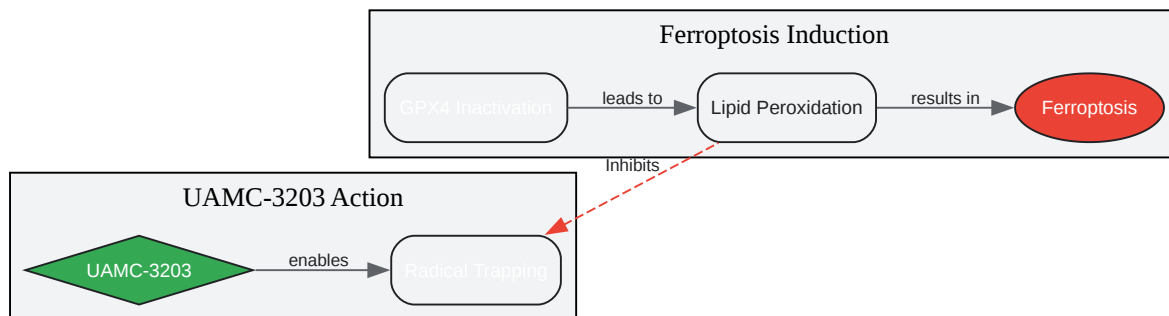 Ferroptosis Induction
GPX4 Inactivation
leads to
Lipid Peroxidation
results in
Ferroptosis
Inhibits
UAMC-3203 Action
UAMC-3203
enables
Radical Trapping